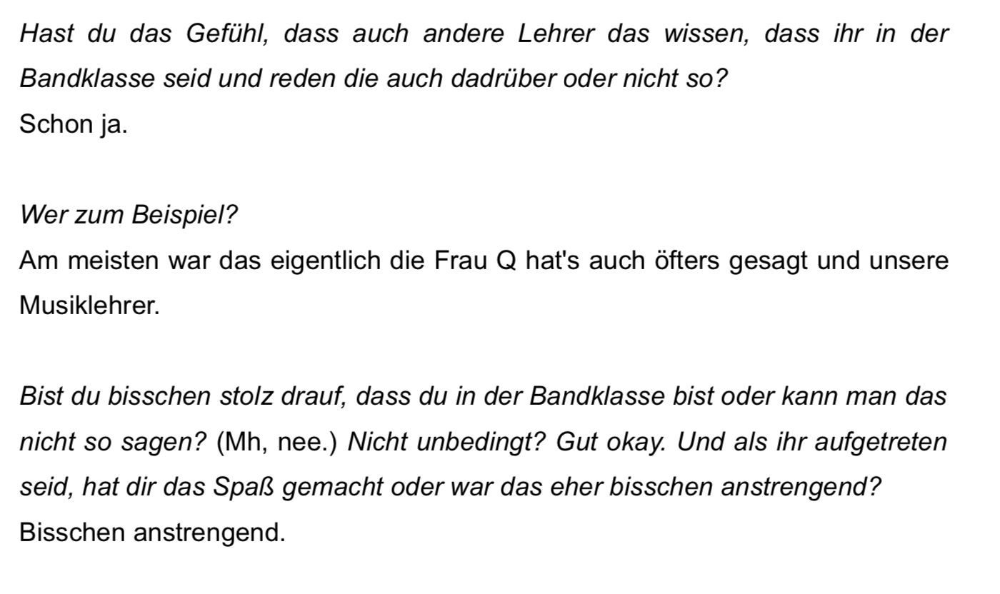 Hast du das Gefühl, dass auch andere Lehrer das wissen, dass ihr in der
Bandklasse seid und reden die auch dadrüber oder nicht so?
Schon ja.
Wer zum Beispiel?
Am meisten war das eigentlich die Frau Q hat's auch öfters gesagt und unsere
Musiklehrer.
Bist du bisschen stolz drauf, dass du in der Bandklasse bist oder kann man das
nicht so sagen? (Mh, nee.) Nicht unbedingt? Gut okay. Und als ihr aufgetreten
seid, hat dir das Spaß gemacht oder war das eher bisschen anstrengend?
Bisschen anstrengend.